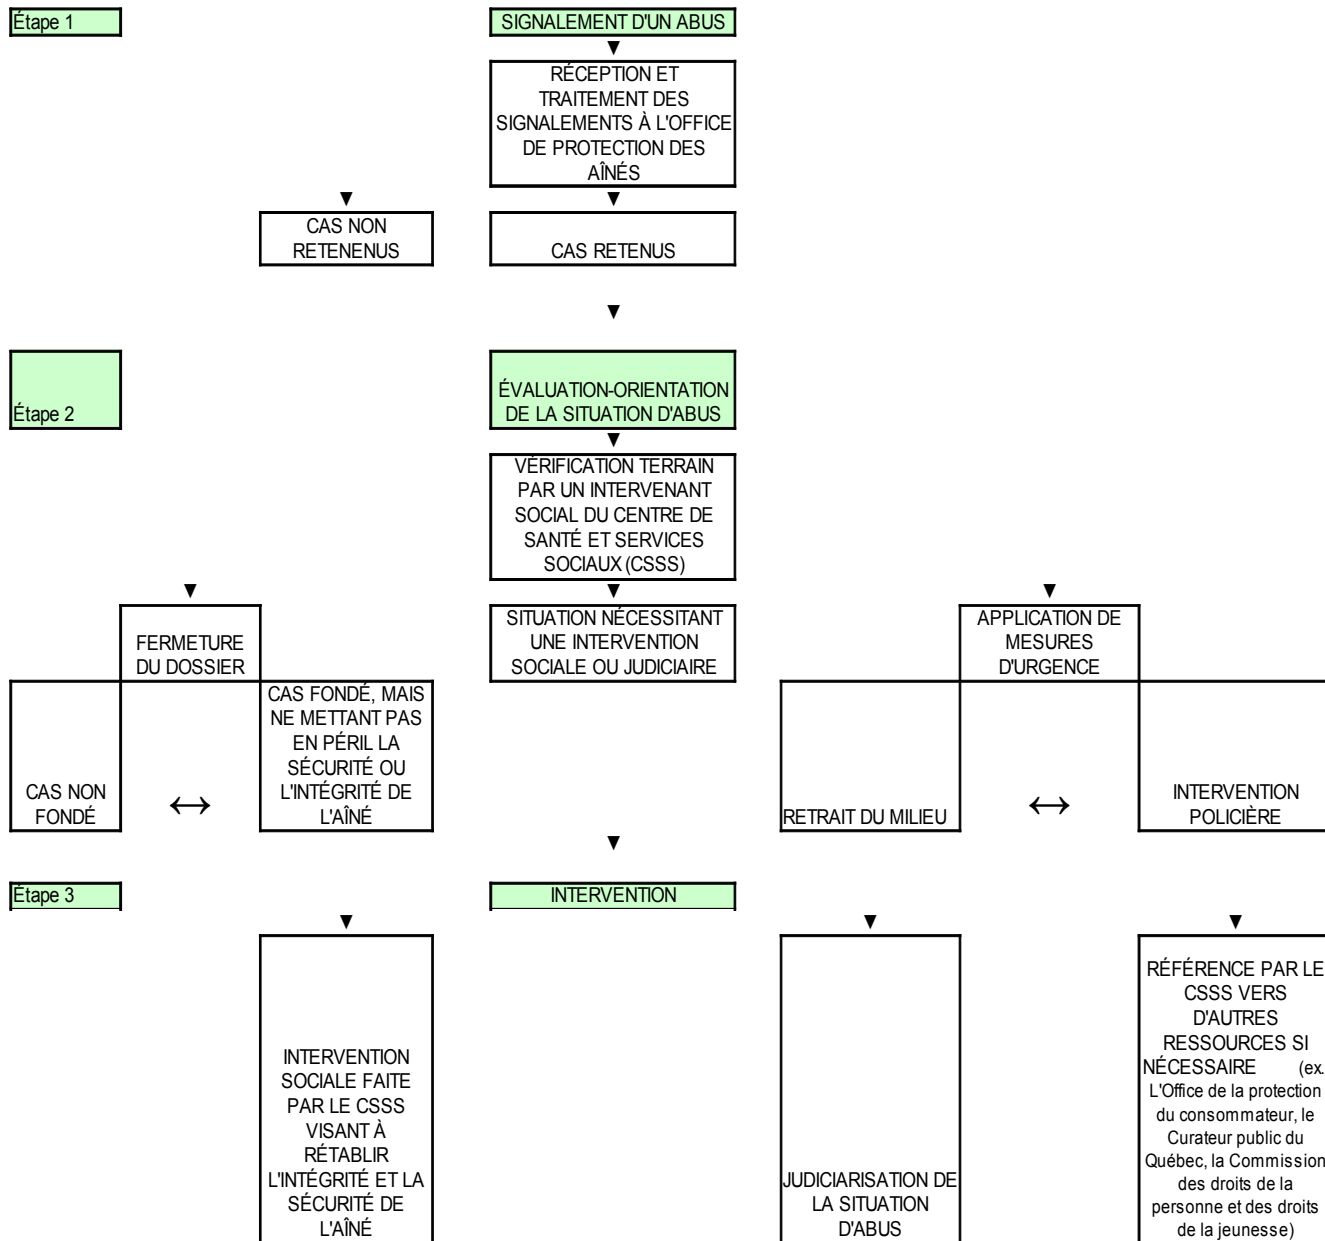 Étape 1
SIGNALEMENT D'UN ABUS
RÉCEPTION ET
TRAITEMENT DES
SIGNALEMENTS À L'OFFICE
DE PROTECTION DES
AÎNÉS
CAS NON
RETENENUS
CAS RETENUS
Étape 2
ÉVALUATION-ORIENTATION
DE LA SITUATION D'ABUS
VÉRIFICATION TERRAIN
PAR UN INTERVENANT
SOCIAL DU CENTRE DE
SANTÉ ET SERVICES
SOCIAUX (CSSS)
FERMETURE
DU DOSSIER
SITUATION NÉCESSITANT
UNE INTERVENTION
SOCIALE OU JUDICIAIRE
APPLICATION DE
MESURES
D'URGENCE
CAS NON
FONDÉ
CAS FONDÉ, MAIS
NE METTANT PAS
EN PÉRIL LA
SÉCURITÉ OU
L'INTÉGRITÉ DE
L'AÎNÉ
RETRAIT DU MILIEU
INTERVENTION
POLICIÈRE
Étape 3
INTERVENTION
INTERVENTION
SOCIALE FAITE
PAR LE CSSS
VISANT À
RÉTABLIR
L'INTÉGRITÉ ET LA
SÉCURITÉ DE
L'AÎNÉ
JUDICIARISATION DE
LA SITUATION
D'ABUS
RÉFÉRENCE PAR LE
CSSS VERS
D'AUTRES
RESSOURCES SI
NÉCESSAIRE (ex.
L'Office de la protection
du consommateur, le
Curateur public du
Québec, la Commission
des droits de la
personne et des droits
de la jeunesse)